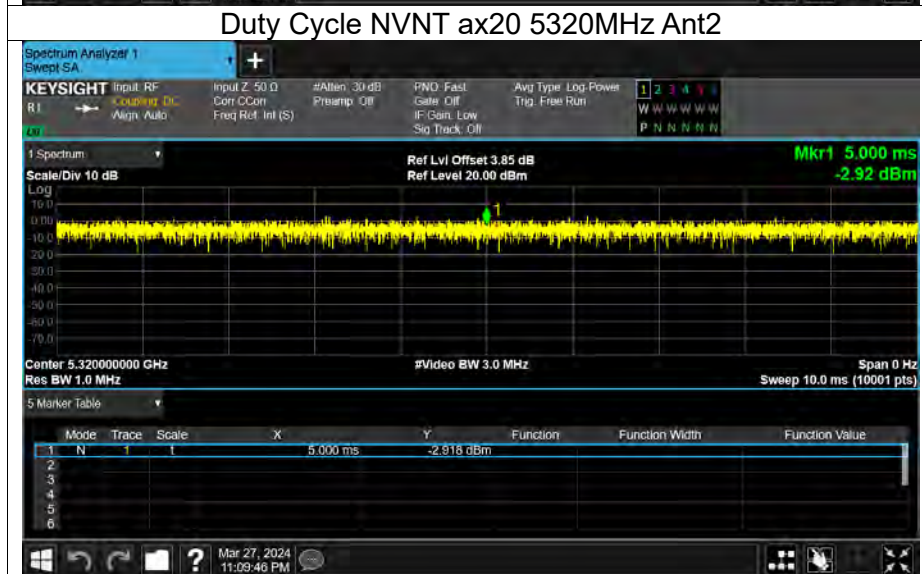 Duty Cycle NVNT ax20 5320MHz Ant2
Spectrum Analyzer 1
Swept SA
+
KEYSIGHT Input: RF Input Z: 50 Ω #Atten: 30 dB PNO: Fast Avg Type: Log-Power 1 2 3 4 5 6
Coupling: DC Corr CCorr Preamp: Off Gate: Off Trig: Free Run W W W W W W
Align: Auto Freq Ref: Int (S) IF Gain: Low
Sig Track: Off P N N N N N
1 Spectrum Ref Lvl Offset 3.85 dB Mkr1 5.000 ms
Scale/Div 10 dB Ref Level 20.00 dBm -2.92 dBm
Log
10.0
0.00
-10.0
-20.0
-30.0
-40.0
-50.0
-60.0
-70.0
1
Center 5.320000000 GHz #Video BW 3.0 MHz Span 0 Hz
Res BW 1.0 MHz Sweep 10.0 ms (10001 pts)
5 Marker Table
Mode Trace Scale X Y Function Function Width Function Value
1 N 1 t 5.000 ms -2.918 dBm
2
3
4
5
6
? Mar 27, 2024
11:09:46 PM